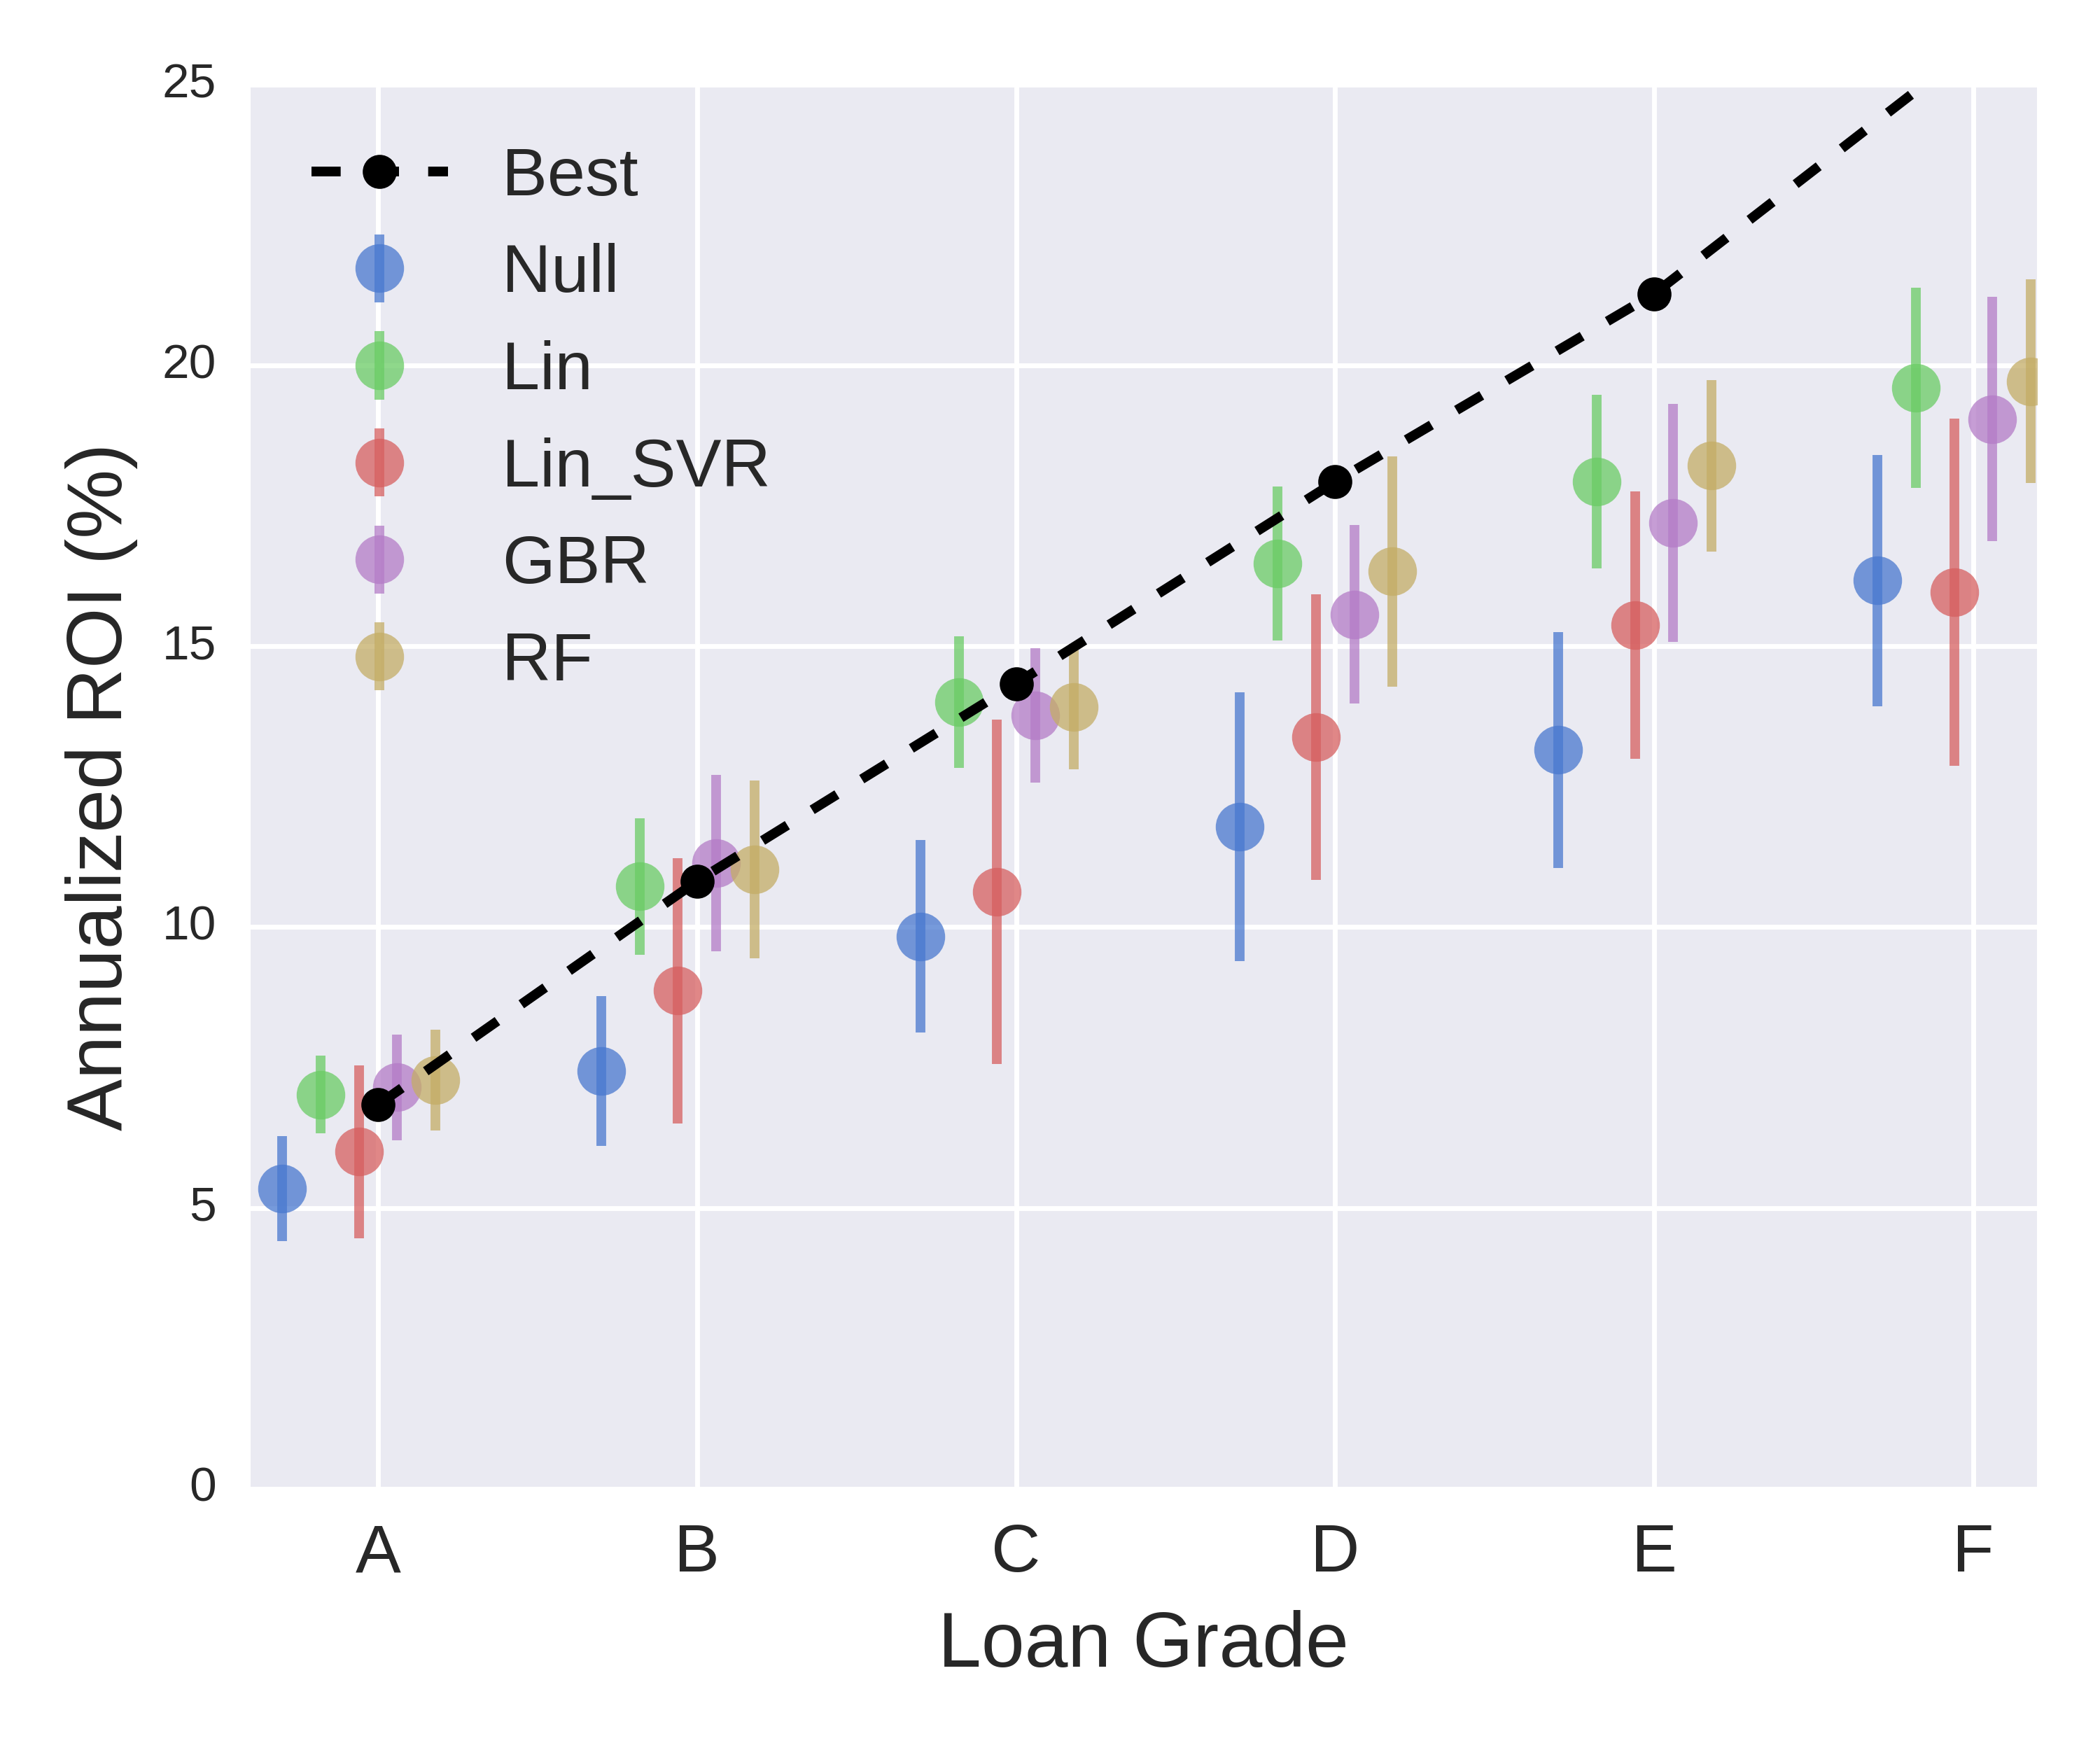 25
20
15
10
5
0
Annualized ROI (%)
Best
Null
Lin
Lin_SVR
GBR
RF
A B C D E F
Loan Grade